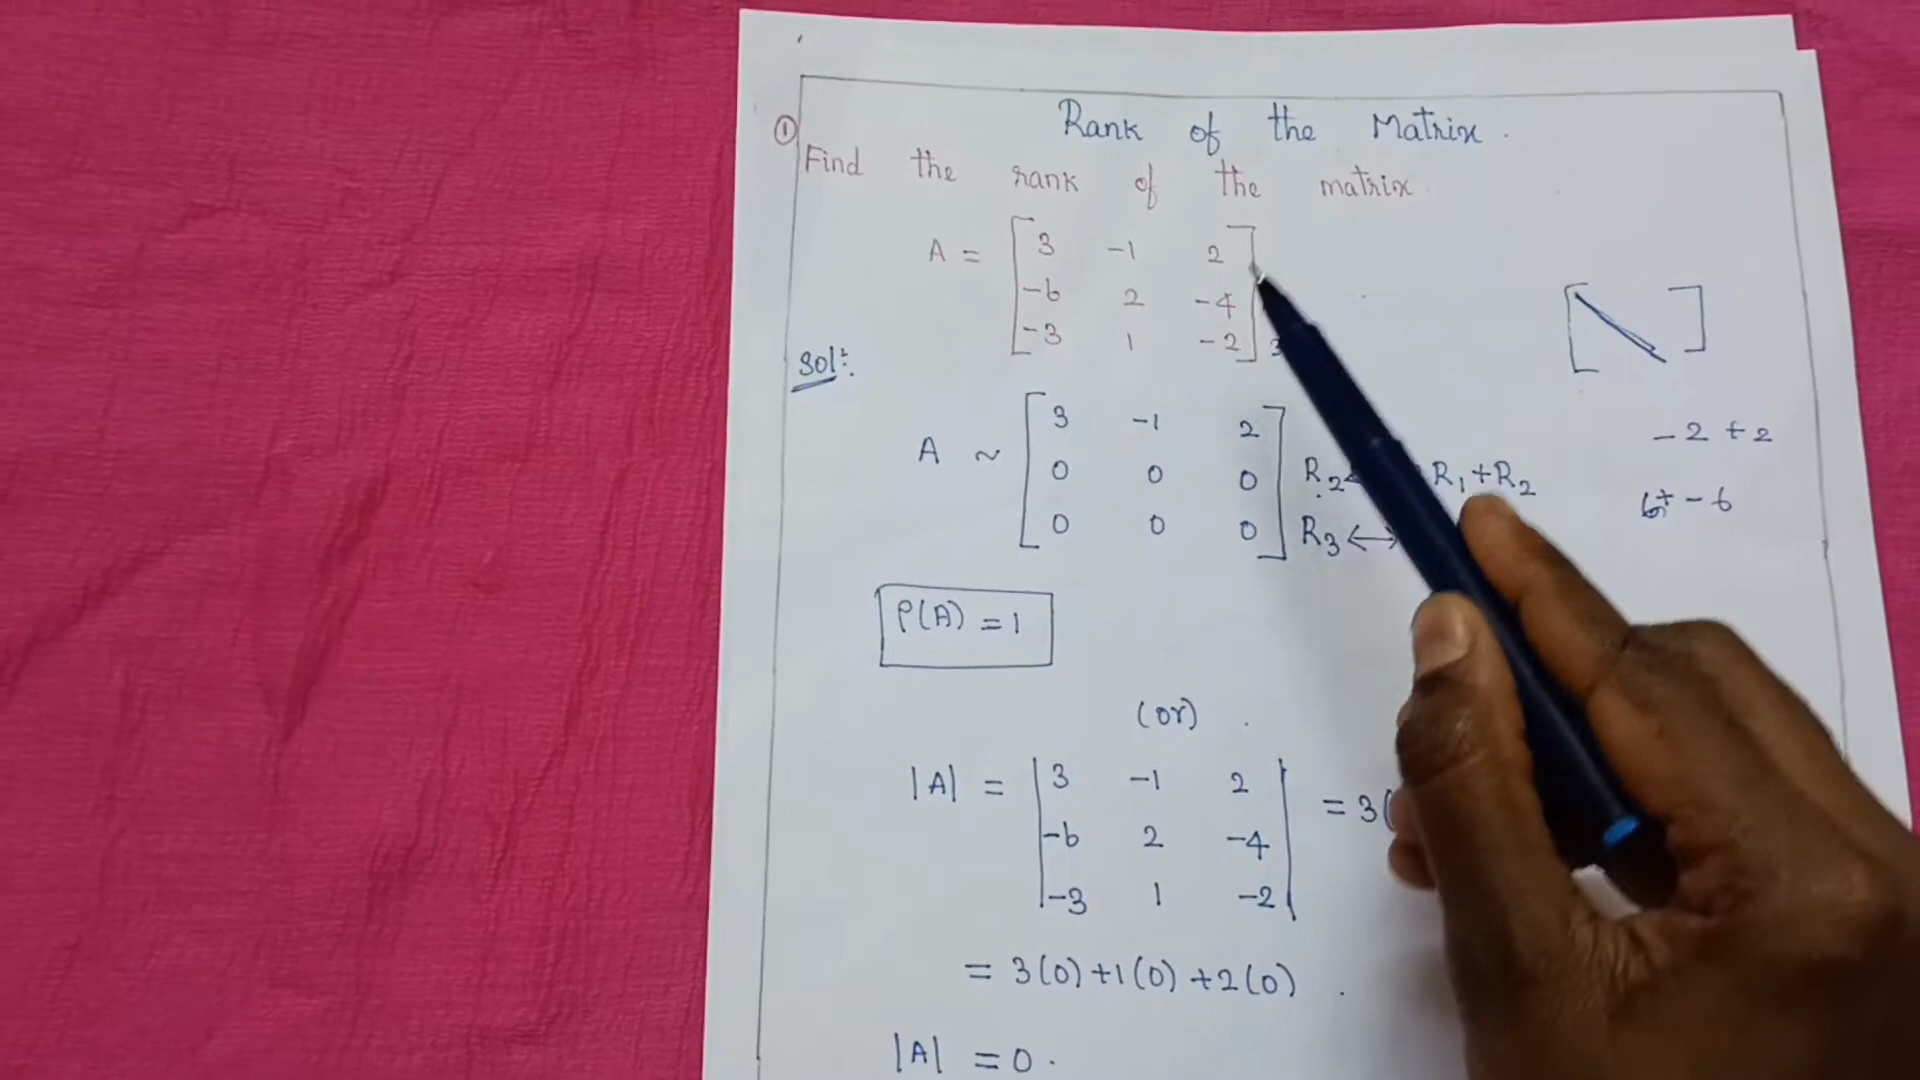 Rank of the Matrix.
① Find the rank of the matrix.
A = [ 3 -1 2
-6 2 -4
-3 1 -2 ]
Sol:
A ~ [ 3 -1 2
0 0 0
0 0 0 ]
R₂ R₁+R₂
R₃ ↔
-2 + 2
6+ - 6
ρ(A) = 1
(or)
|A| = | 3 -1 2
-6 2 -4
-3 1 -2 |
= 3(
= 3(0) +1(0) +2(0).
|A| = 0.